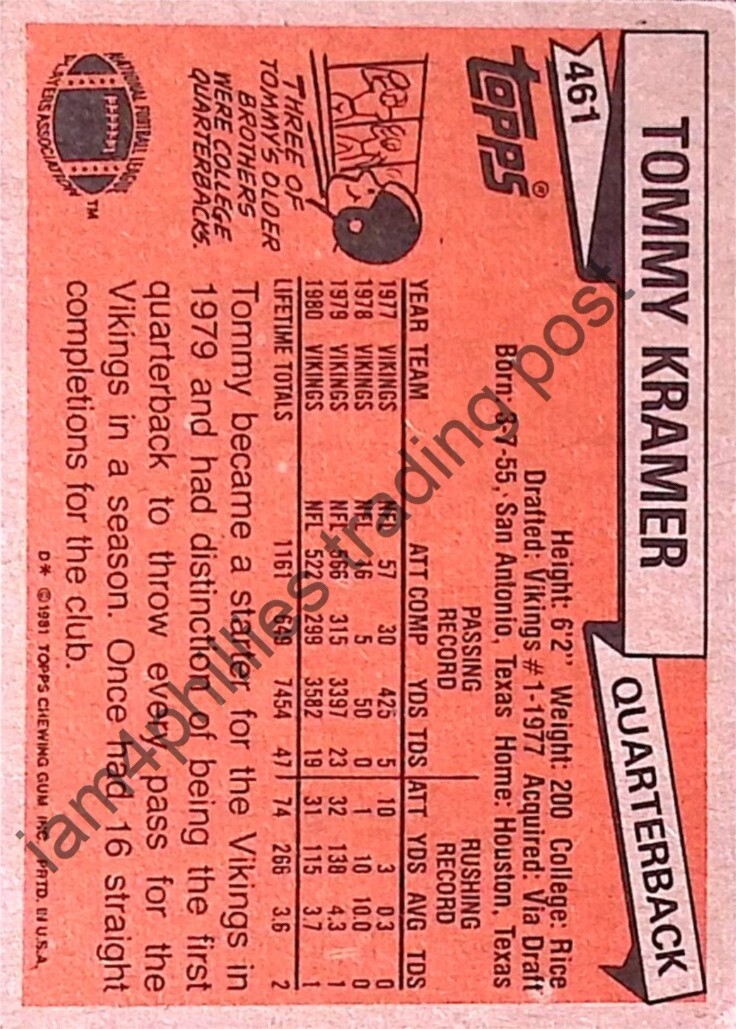 461
TOMMY KRAMER
QUARTERBACK
topps®
Height: 6'2" Weight: 200 College: Rice
Drafted: Vikings #1-1977 Acquired: Via Draft
Born: 3-7-55, San Antonio, Texas Home: Houston, Texas
PASSING RECORD RUSHING RECORD
YEAR TEAM ATT COMP YDS TDS ATT YDS AVG TDS
1977 VIKINGS NFL 57 30 425 5 10 3 0.3 0
1978 VIKINGS NFL 16 5 50 0 1 10 10.0 0
1979 VIKINGS NFL 566 315 3397 23 32 138 4.3 1
1980 VIKINGS NFL 522 299 3582 19 31 115 3.7 1
LIFETIME TOTALS 1161 649 7454 47 74 266 3.6 2
THREE OF
TOMMY'S OLDER
BROTHERS
WERE COLLEGE
QUARTERBACKS.
Tommy became a starter for the Vikings in
1979 and had distinction of being the first
quarterback to throw every pass for the
Vikings in a season. Once had 16 straight
completions for the club.
NATIONAL FOOTBALL LEAGUE
PLAYERS ASSOCIATION
TM
D* ©1981 TOPPS CHEWING GUM INC. PRTD. IN U.S.A.
iam4phillies trading post